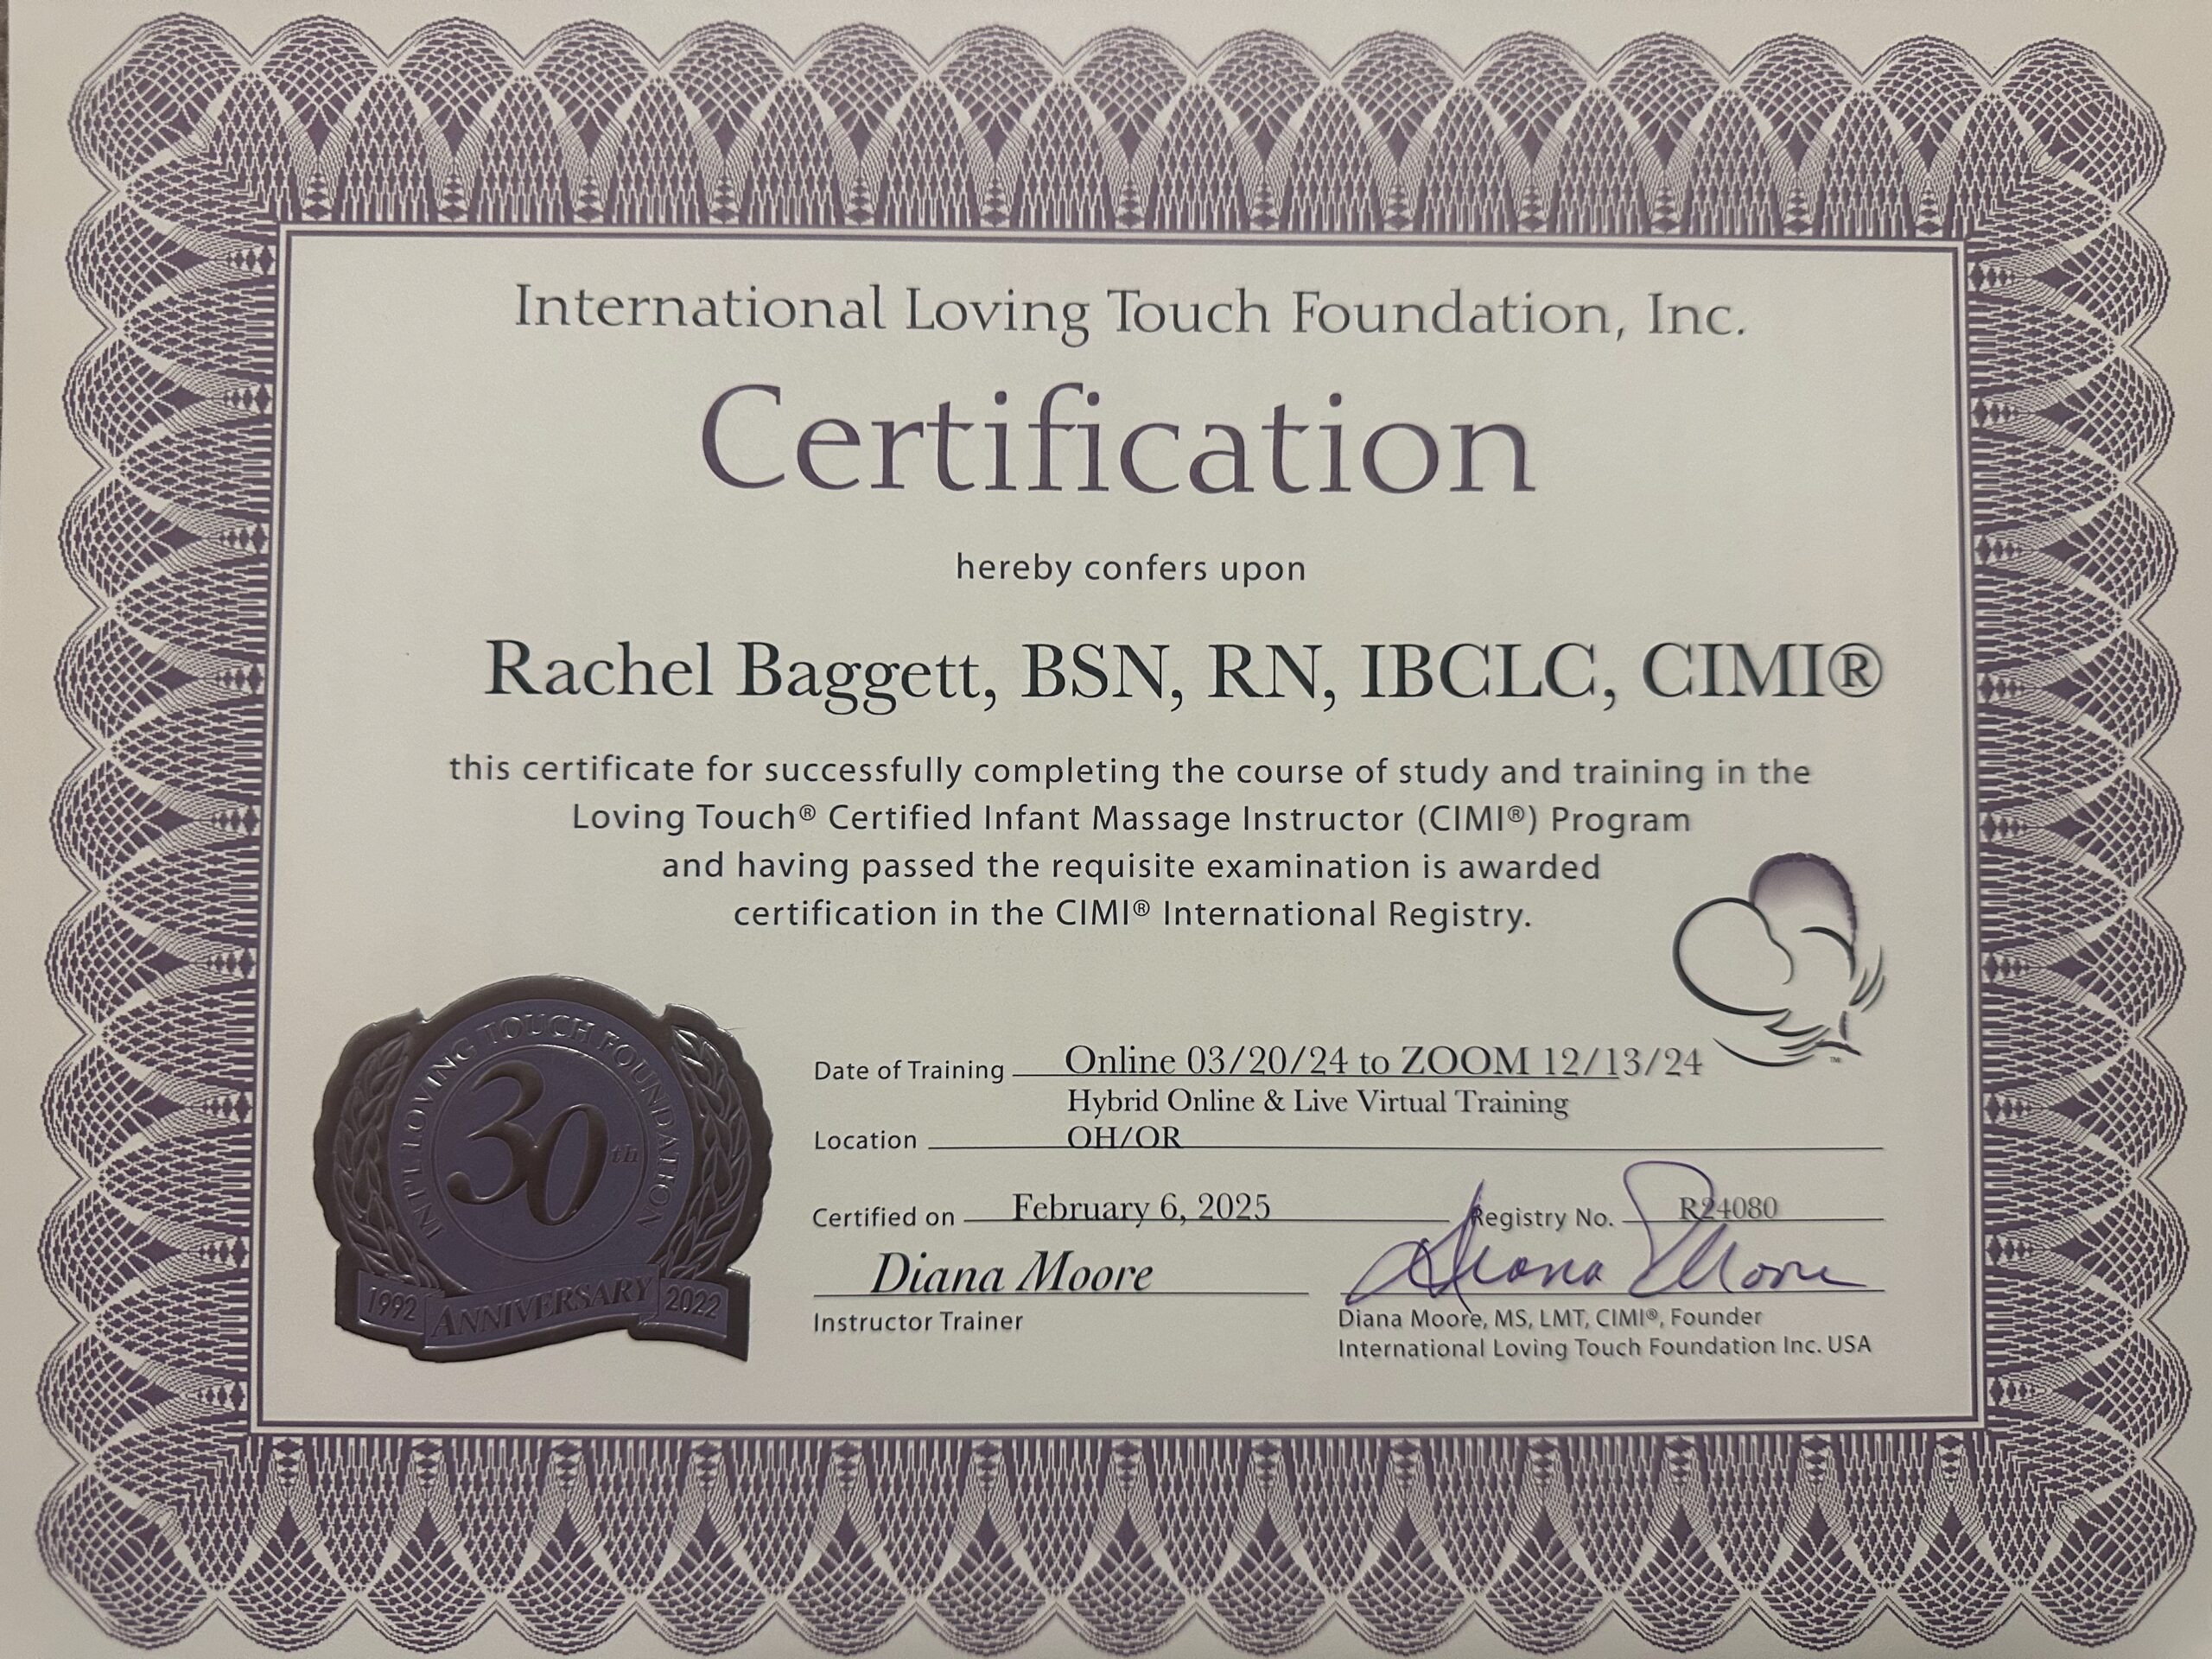 International Loving Touch Foundation, Inc.
Certification
hereby confers upon
Rachel Baggett, BSN, RN, IBCLC, CIMI®
this certificate for successfully completing the course of study and training in the
Loving Touch® Certified Infant Massage Instructor (CIMI®) Program
and having passed the requisite examination is awarded
certification in the CIMI® International Registry.
TM
Date of Training Online 03/20/24 to ZOOM 12/13/24
Hybrid Online & Live Virtual Training
Location OH/OR
Certified on February 6, 2025 Registry No. R24080
Diana Moore Diana Moore
Instructor Trainer Diana Moore, MS, LMT, CIMI®, Founder
International Loving Touch Foundation Inc. USA
INT'L LOVING TOUCH FOUNDATION
30th
1992 ANNIVERSARY 2022